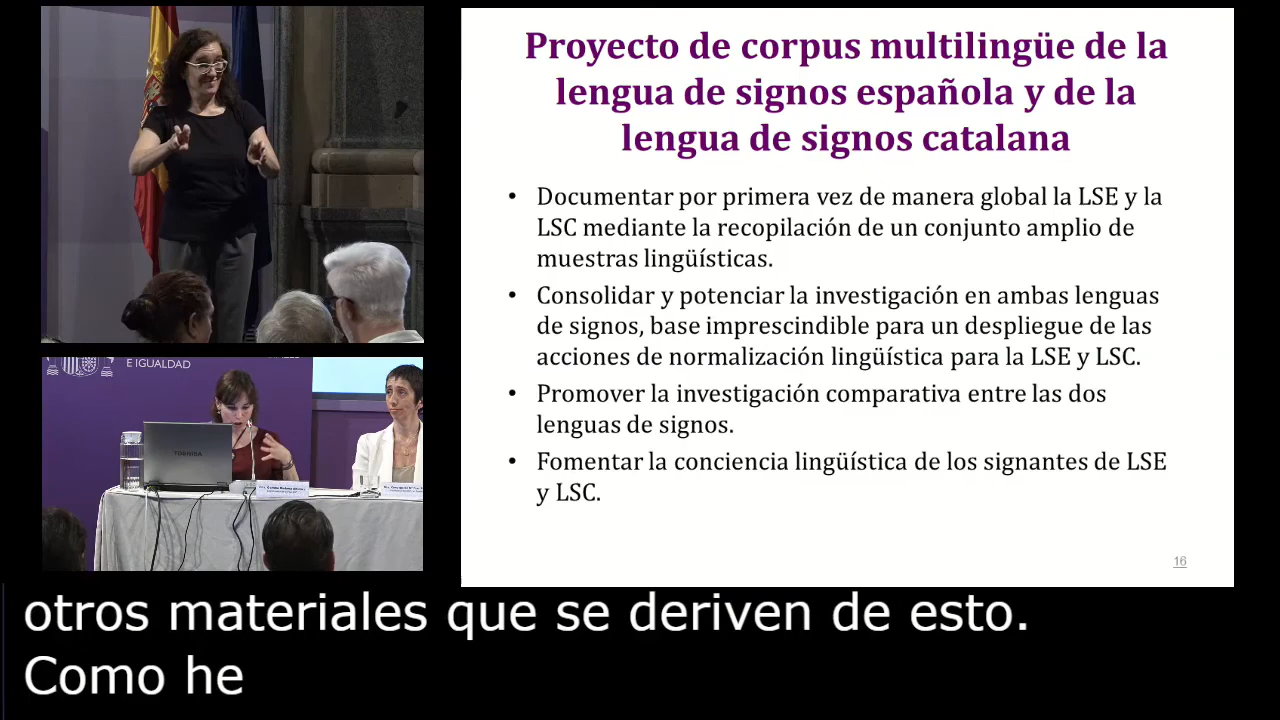 E IGUALDAD
TOSHIBA
Proyecto de corpus multilingüe de la
lengua de signos española y de la
lengua de signos catalana
• Documentar por primera vez de manera global la LSE y la
LSC mediante la recopilación de un conjunto amplio de
muestras lingüísticas.
• Consolidar y potenciar la investigación en ambas lenguas
de signos, base imprescindible para un despliegue de las
acciones de normalización lingüística para la LSE y LSC.
• Promover la investigación comparativa entre las dos
lenguas de signos.
• Fomentar la conciencia lingüística de los signantes de LSE
y LSC.
16
otros materiales que se deriven de esto.
Como he